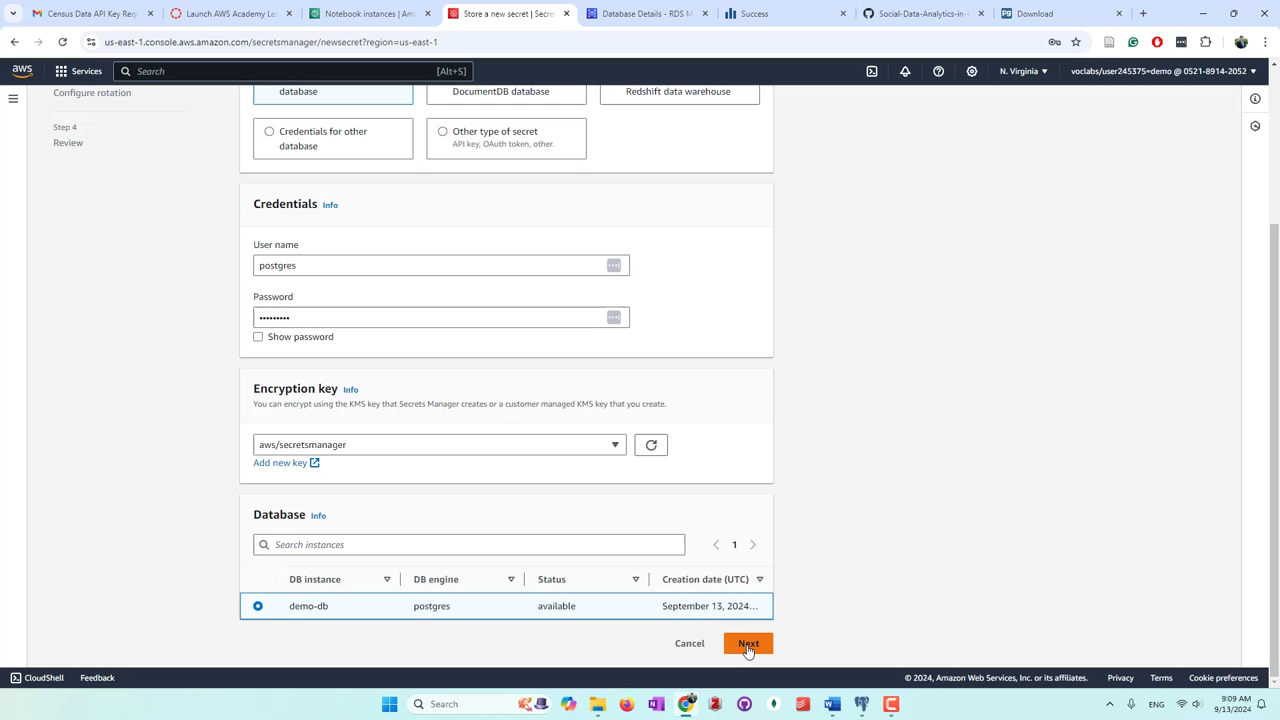 Census Data API Key Req
Launch AWS Academy Le
Notebook instances | Am
Store a new secret | Secre
Database Details - RDS M
Success
Social-Data-Analytics-in-
Download
us-east-1.console.aws.amazon.com/secretsmanager/newsecret?region=us-east-1
aws
Services
Search
[Alt+S]
N. Virginia
voclabs/user245375=demo @ 0521-8914-2052
Configure rotation
Step 4
Review
database
DocumentDB database
Redshift data warehouse
Credentials for other
database
Other type of secret
API key, OAuth token, other.
Credentials Info
User name
postgres
Password
•••••••••
Show password
Encryption key Info
You can encrypt using the KMS key that Secrets Manager creates or a customer managed KMS key that you create.
aws/secretsmanager
Add new key
Database Info
Search instances
1
DB instance
DB engine
Status
Creation date (UTC)
demo-db
postgres
available
September 13, 2024...
Cancel
Next
CloudShell
Feedback
© 2024, Amazon Web Services, Inc. or its affiliates.
Privacy
Terms
Cookie preferences
Search
ENG
9:09 AM
9/13/2024